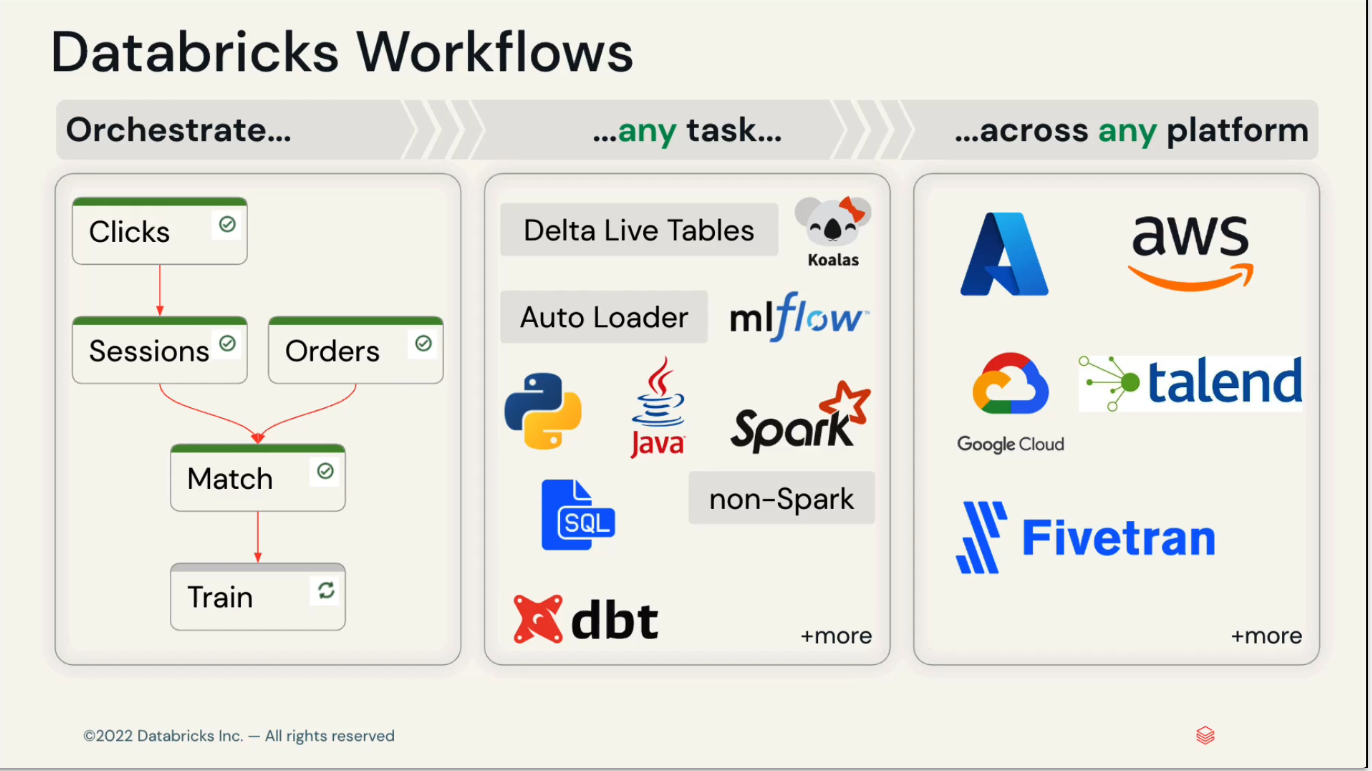 Databricks Workflows
Orchestrate...
...any task...
...across any platform
Clicks
Sessions
Orders
Match
Train
Delta Live Tables
Koalas
Auto Loader
mlflow™
Java
Spark
SQL
non-Spark
dbt
+more
aws
Google Cloud
talend
Fivetran
+more
©2022 Databricks Inc. — All rights reserved